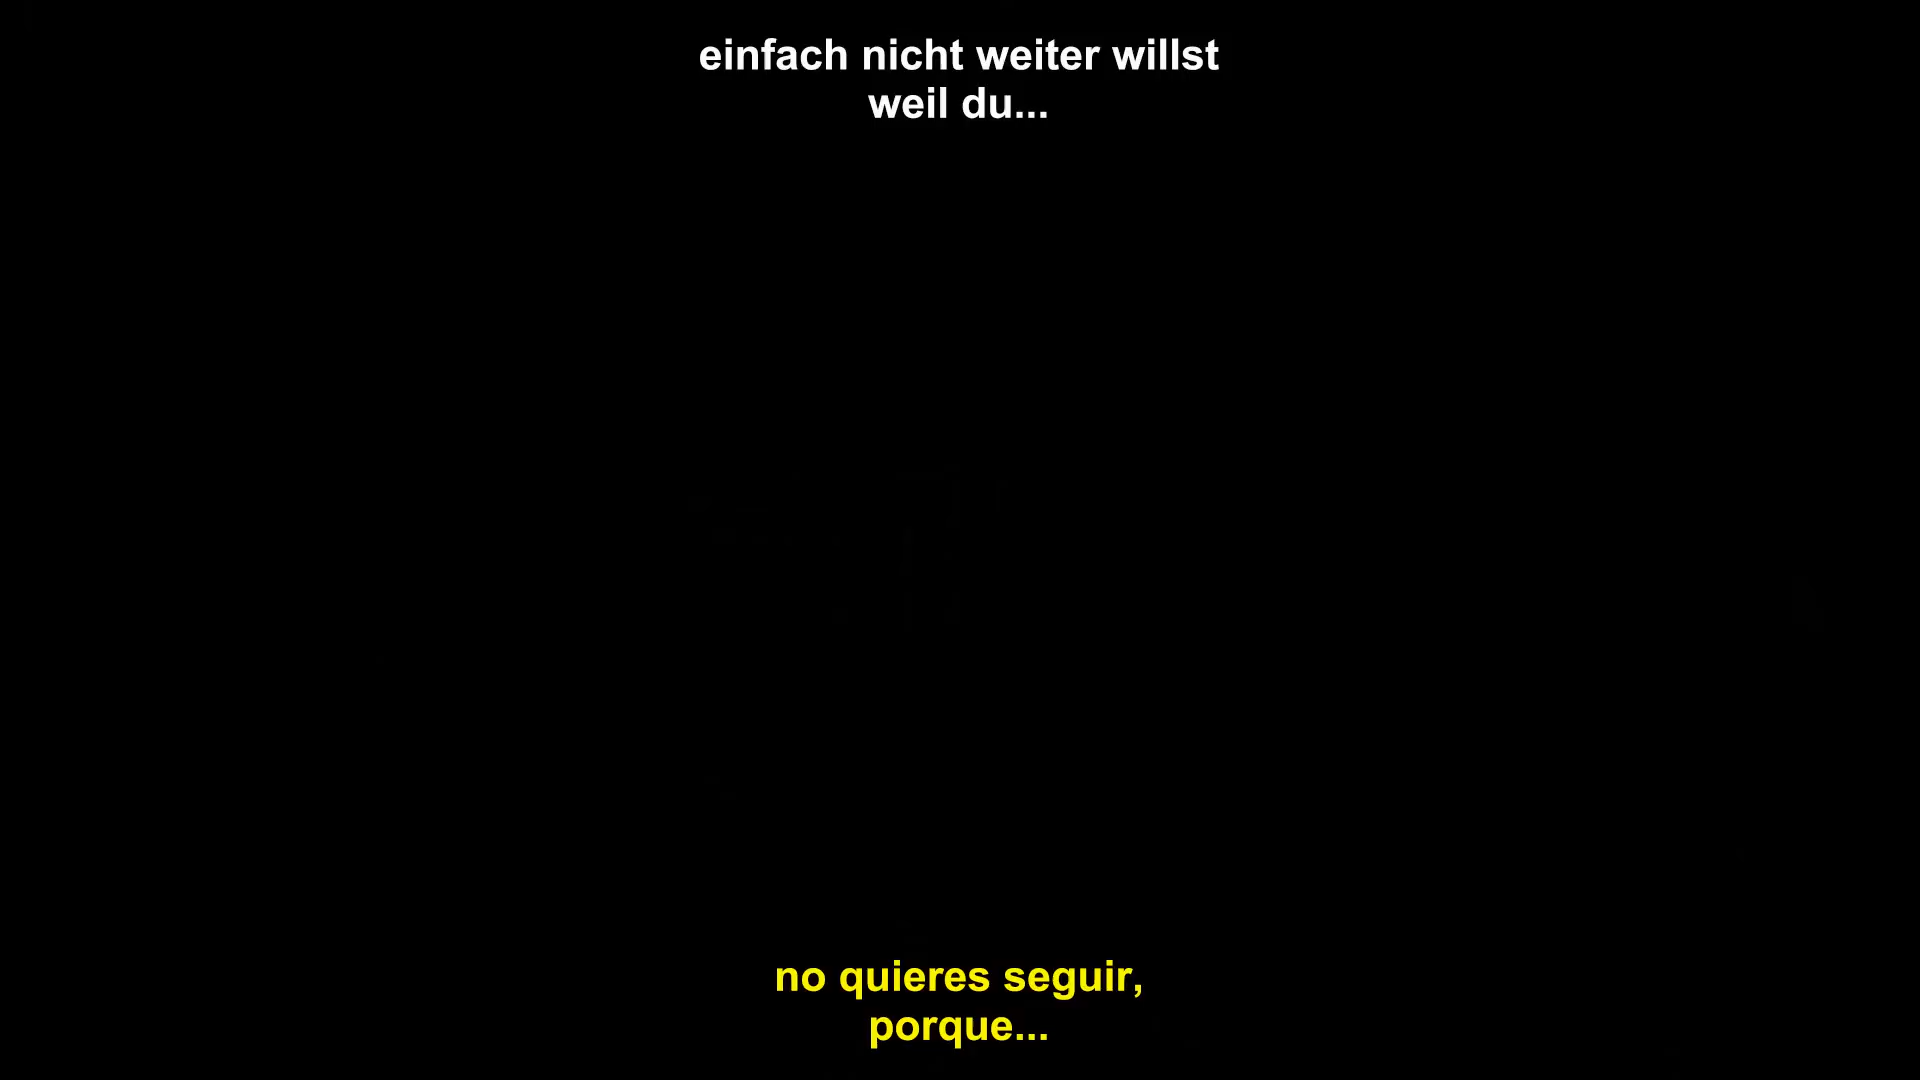 einfach nicht weiter willst
weil du...
no quieres seguir,
porque...